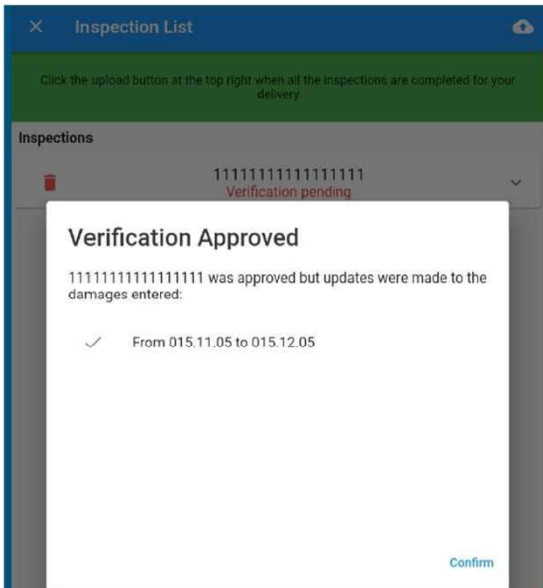 Inspection List
Click the upload button at the top right when all the inspections are completed for your
delivery
Inspections
11111111111111111
Verification pending
Verification Approved
11111111111111111 was approved but updates were made to the
damages entered:
From 015.11.05 to 015.12.05
Confirm